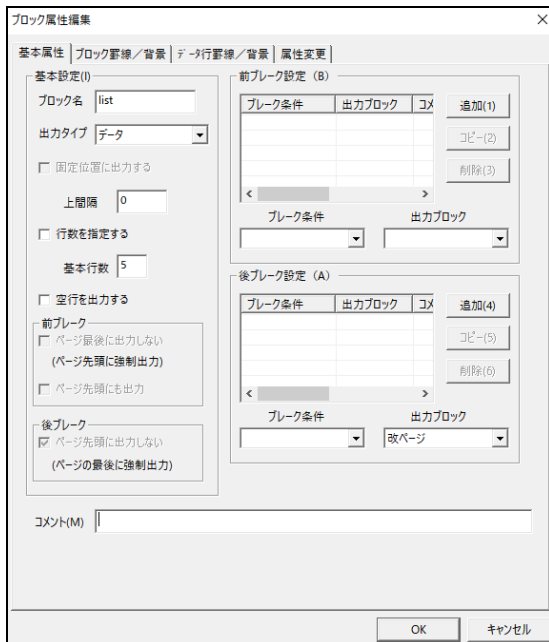 ブロック属性編集
基本属性 ブロック罫線／背景 データ行罫線／背景 属性変更
基本設定(I)
ブロック名 list
出力タイプ データ
固定位置に出力する
上間隔 0
行数を指定する
基本行数 5
空行を出力する
前ブレーク
ページ最後に出力しない
(ページ先頭に強制出力)
ページ先頭にも出力
後ブレーク
ページ先頭に出力しない
(ページの最後に強制出力)
前ブレーク設定 (B)
ブレーク条件 出力ブロック コメ
追加(1)
コピー(2)
削除(3)
ブレーク条件 出力ブロック
後ブレーク設定 (A)
ブレーク条件 出力ブロック コメ
追加(4)
コピー(5)
削除(6)
ブレーク条件 出力ブロック
改ページ
コメント(M)
OK キャンセル